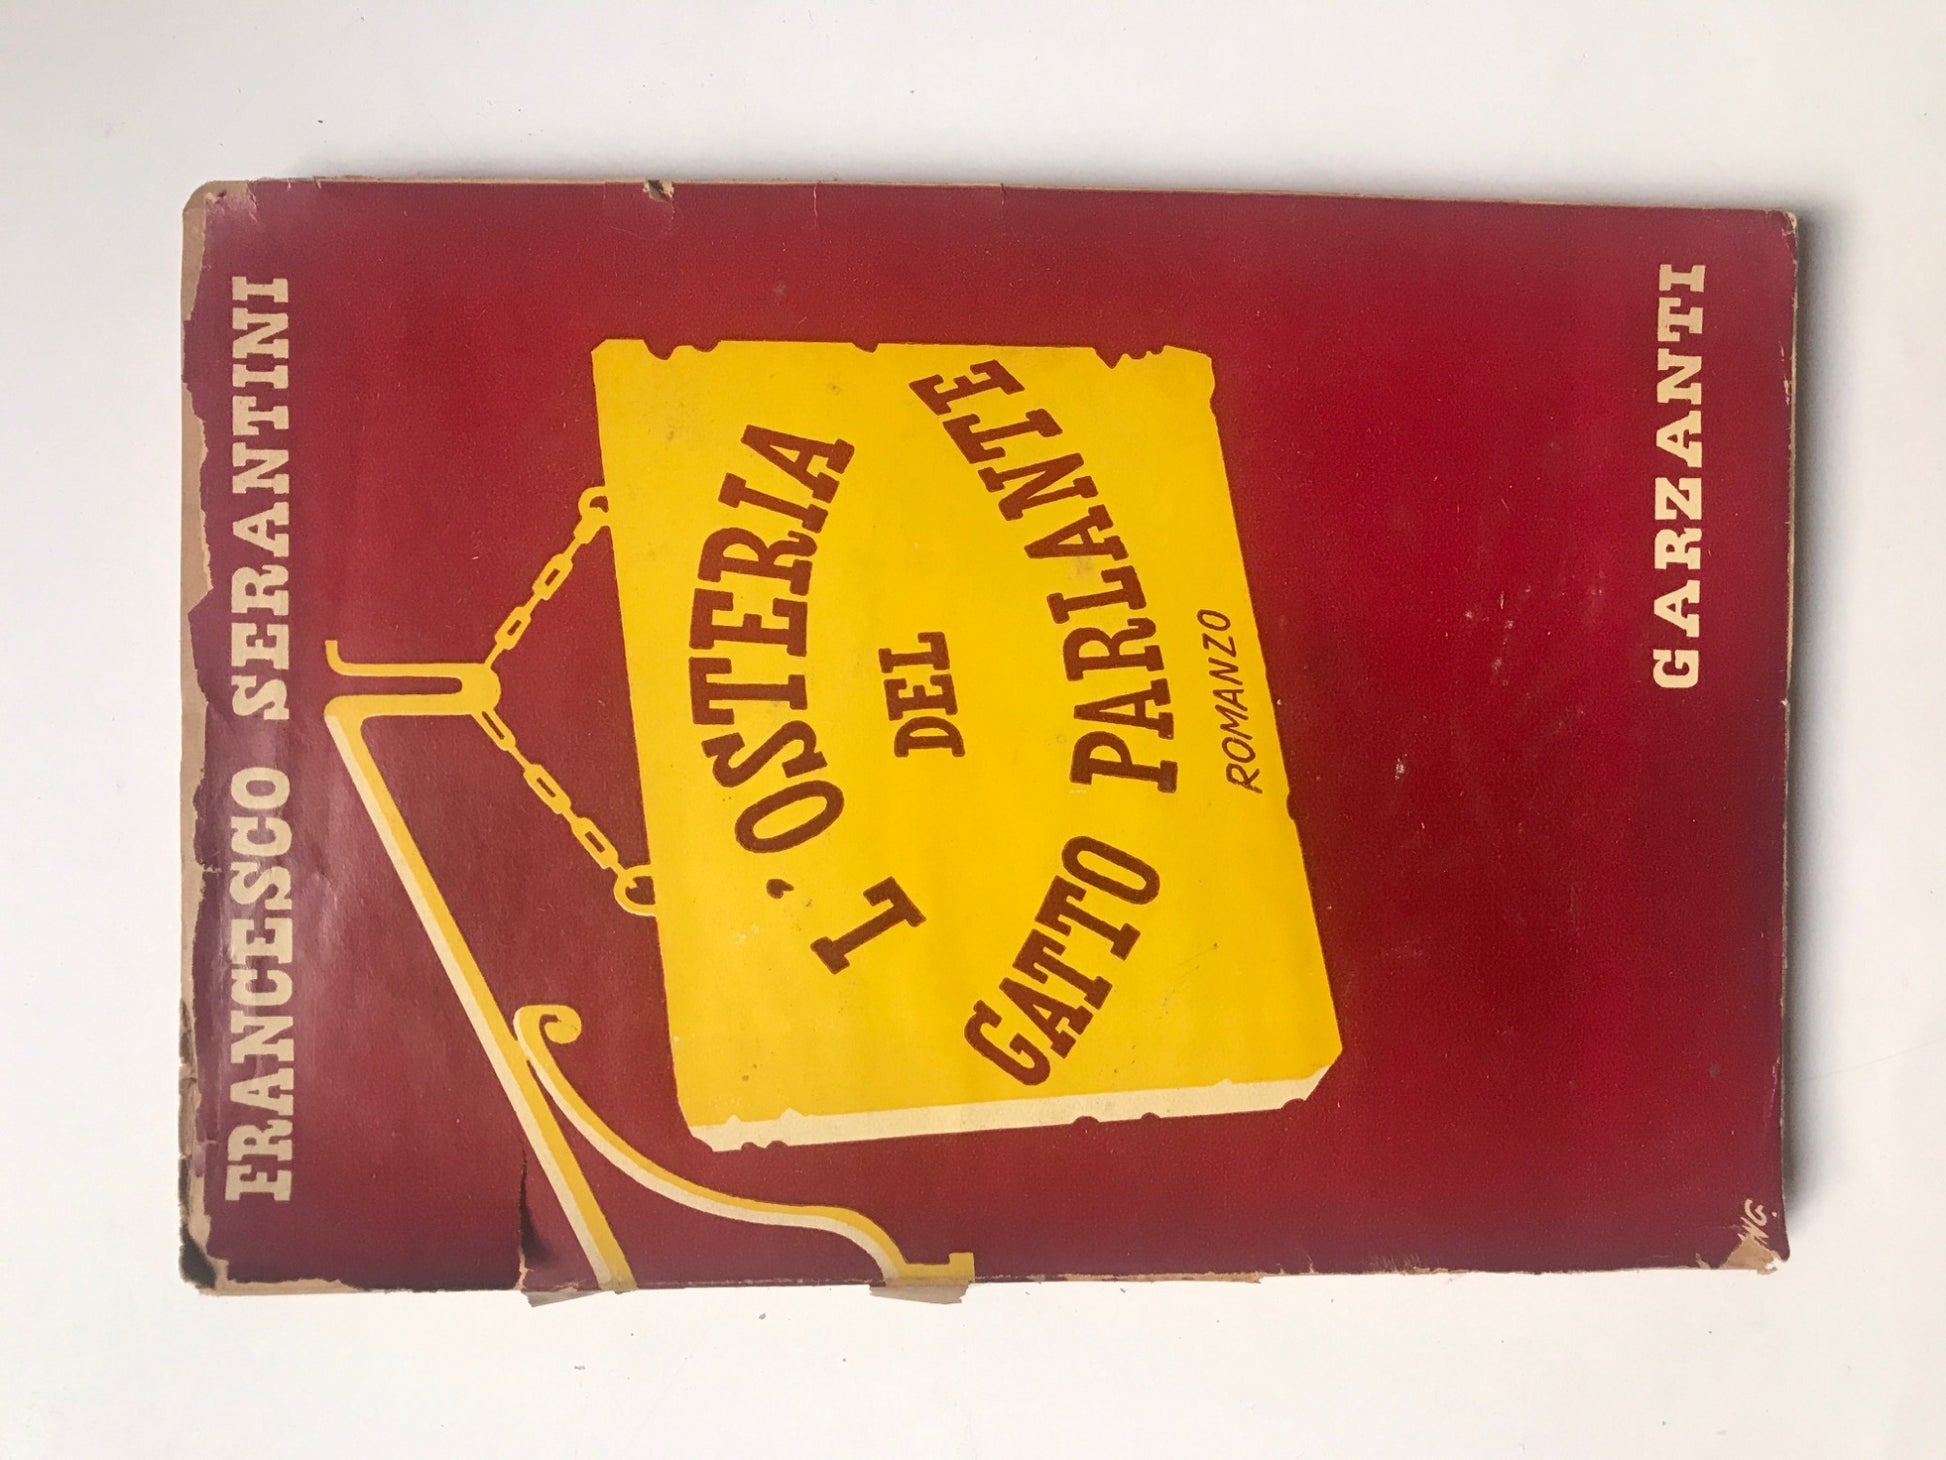 FRANCESCO SERANTINI
L'OSTERIA
DEL
GATTO PARLANTE
ROMANZO
GARZANTI